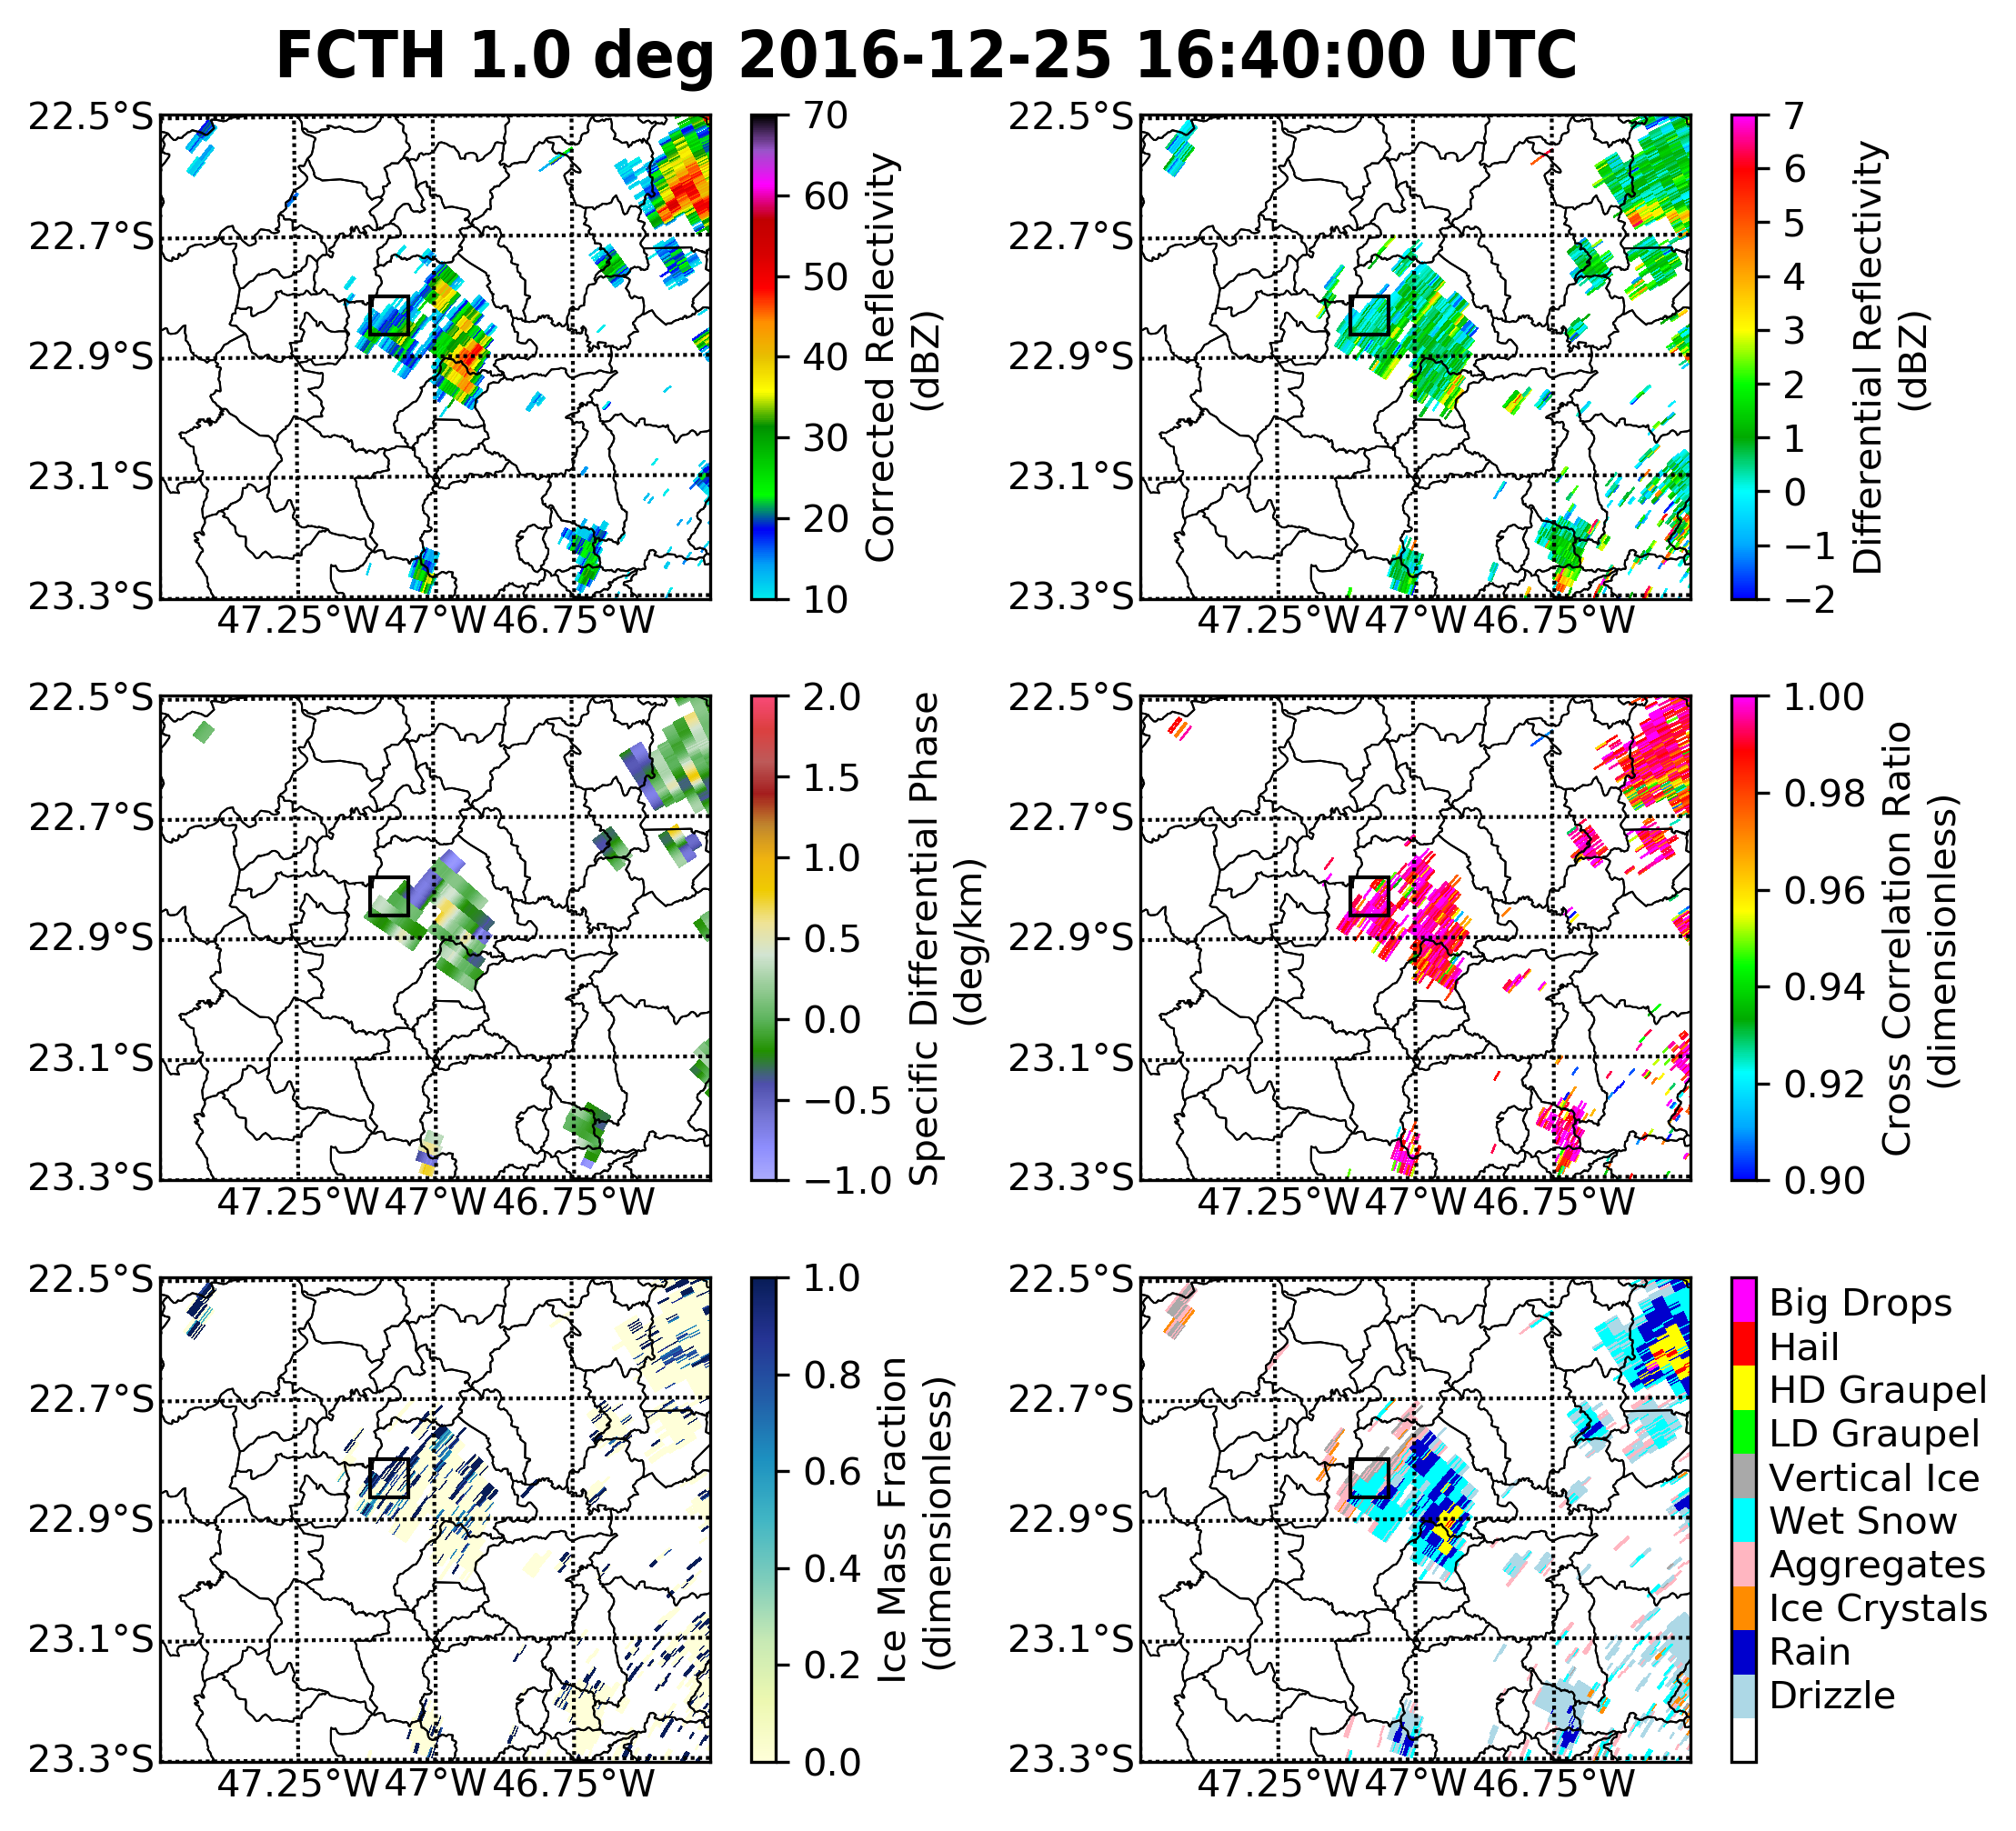 FCTH 1.0 deg 2016-12-25 16:40:00 UTC
22.5°S
22.7°S
22.9°S
23.1°S
23.3°S
47.25°W 47°W 46.75°W
70
60
50
40
30
20
10
Corrected Reflectivity
(dBZ)
22.5°S
22.7°S
22.9°S
23.1°S
23.3°S
47.25°W 47°W 46.75°W
7
6
5
4
3
2
1
0
−1
−2
Differential Reflectivity
(dBZ)
22.5°S
22.7°S
22.9°S
23.1°S
23.3°S
47.25°W 47°W 46.75°W
2.0
1.5
1.0
0.5
0.0
−0.5
−1.0
Specific Differential Phase
(deg/km)
22.5°S
22.7°S
22.9°S
23.1°S
23.3°S
47.25°W 47°W 46.75°W
1.00
0.98
0.96
0.94
0.92
0.90
Cross Correlation Ratio
(dimensionless)
22.5°S
22.7°S
22.9°S
23.1°S
23.3°S
47.25°W 47°W 46.75°W
1.0
0.8
0.6
0.4
0.2
0.0
Ice Mass Fraction
(dimensionless)
22.5°S
22.7°S
22.9°S
23.1°S
23.3°S
47.25°W 47°W 46.75°W
Big Drops
Hail
HD Graupel
LD Graupel
Vertical Ice
Wet Snow
Aggregates
Ice Crystals
Rain
Drizzle